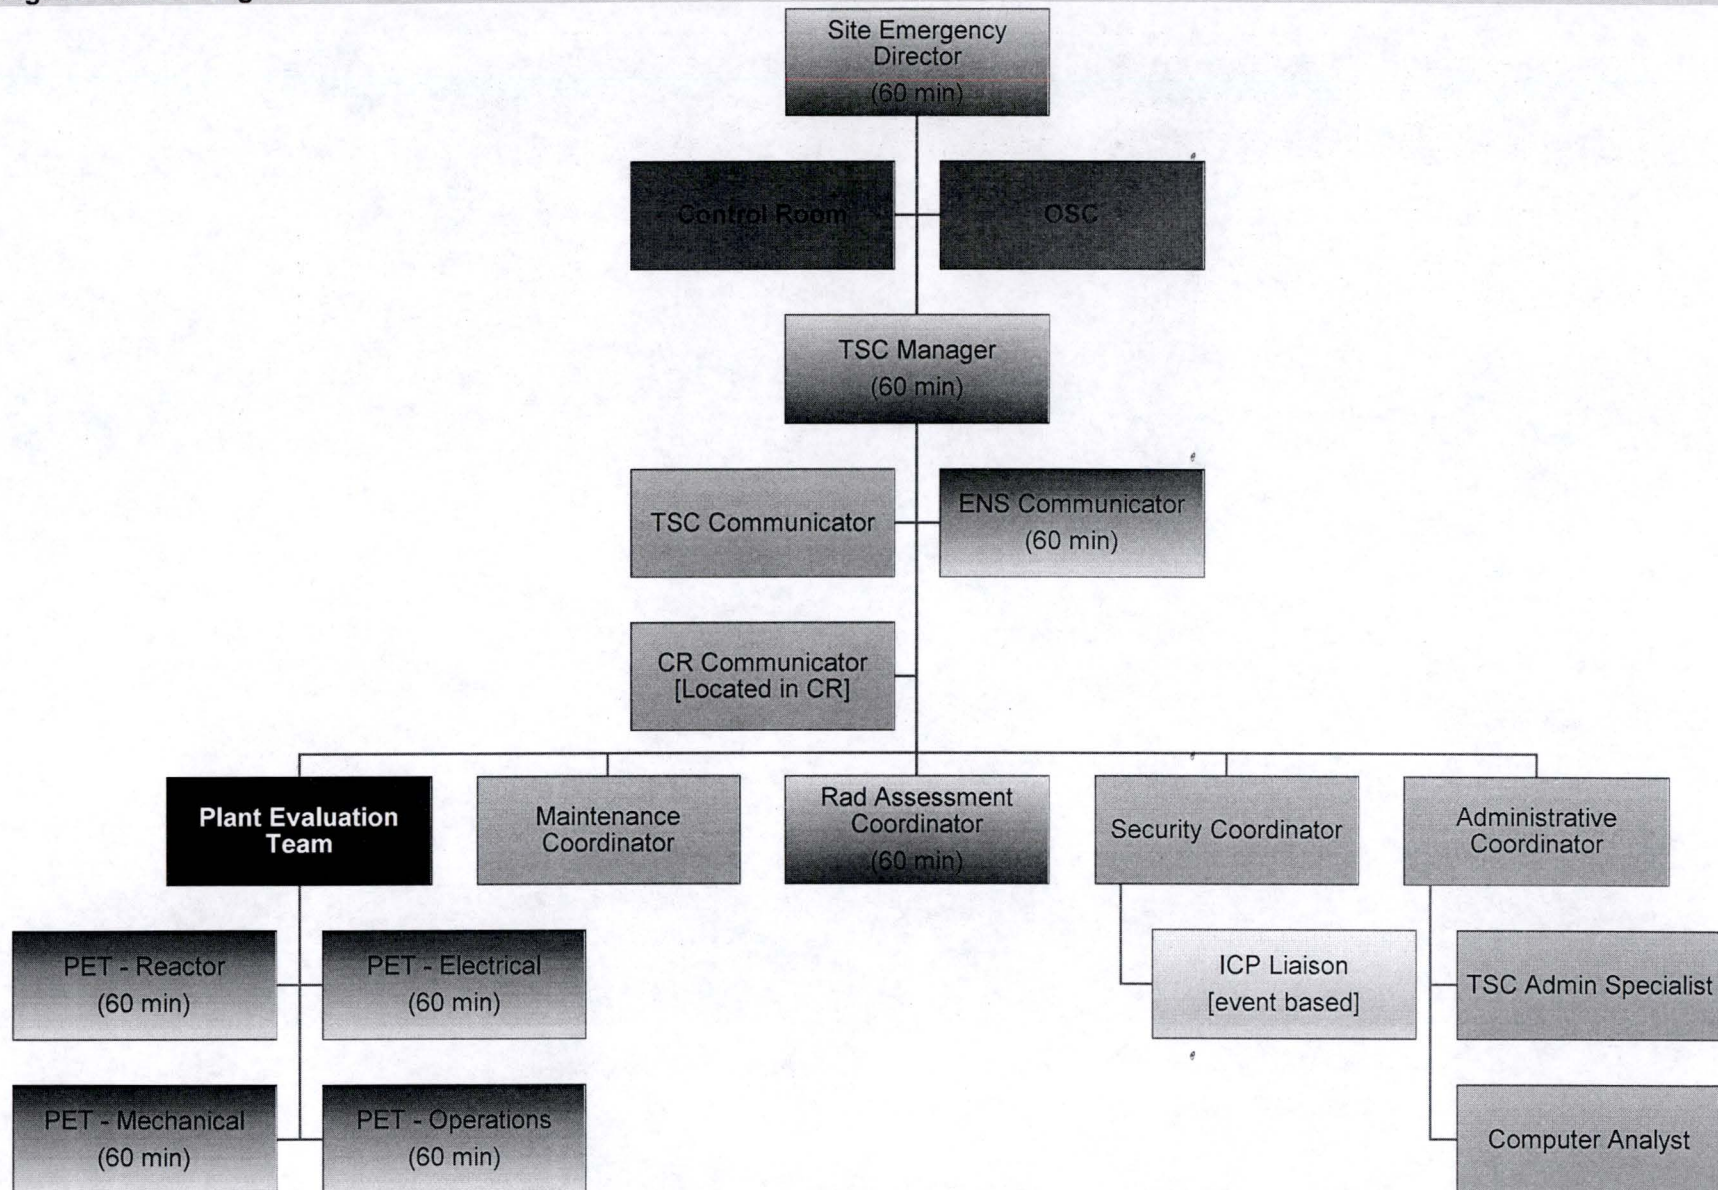 Site Emergency
Director
(60 min)
Control Room
OSC
TSC Manager
(60 min)
TSC Communicator
ENS Communicator
(60 min)
CR Communicator
[Located in CR]
Plant Evaluation
Team
Maintenance
Coordinator
Rad Assessment
Coordinator
(60 min)
Security Coordinator
Administrative
Coordinator
PET - Reactor
(60 min)
PET - Electrical
(60 min)
ICP Liaison
[event based]
TSC Admin Specialist
PET - Mechanical
(60 min)
PET - Operations
(60 min)
Computer Analyst